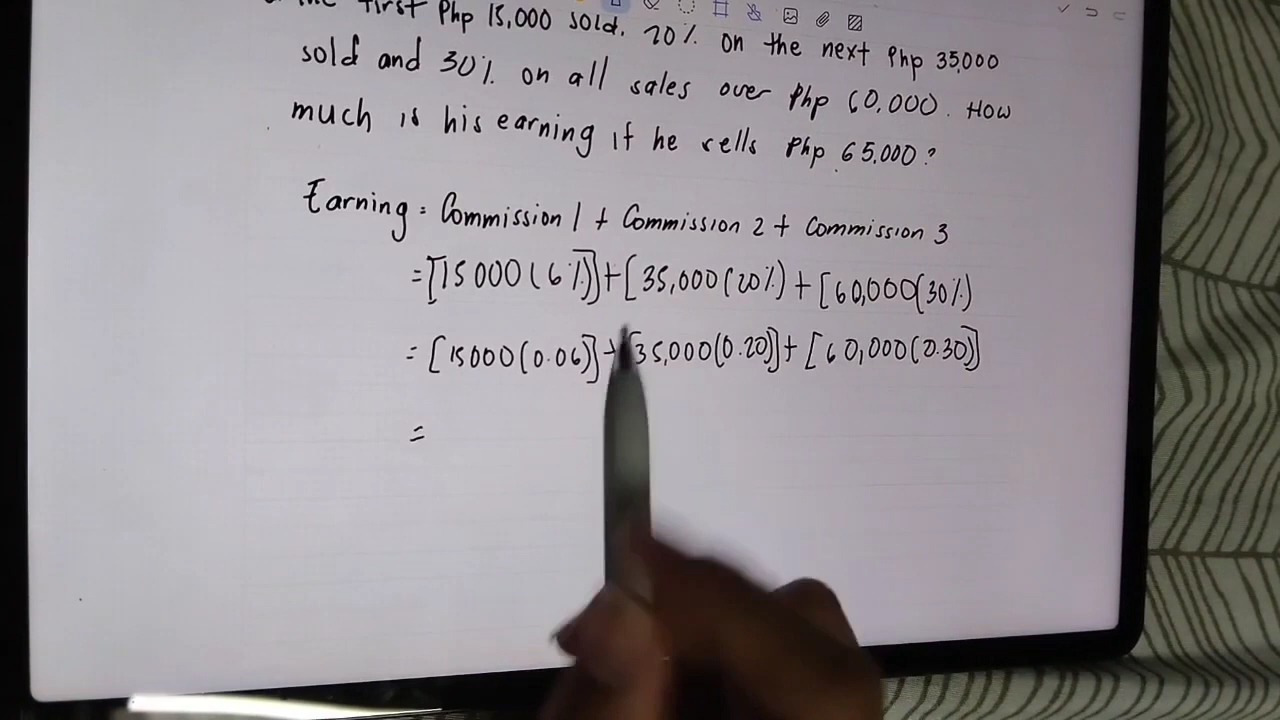 first Php 15,000 sold. 20% on the next Php 35,000
sold and 30% on all sales over Php 60,000. How
much is his earning if he sells Php 65,000?
Earning = Commission 1 + Commission 2 + Commission 3
= [15000(6%)] + [35,000(20%) + [60,000(30%)
= [15000(0.06)] + [35,000(0.20)] + [60,000(0.30)]
=